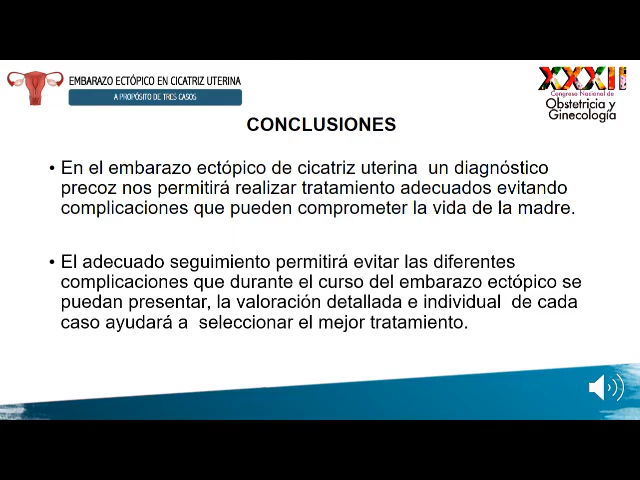 EMBARAZO ECTÓPICO EN CICATRIZ UTERINA
A PROPÓSITO DE TRES CASOS
XXXII
Congreso Nacional de
Obstetricia y
Ginecología
CONCLUSIONES
• En el embarazo ectópico de cicatriz uterina un diagnóstico
precoz nos permitirá realizar tratamiento adecuados evitando
complicaciones que pueden comprometer la vida de la madre.
• El adecuado seguimiento permitirá evitar las diferentes
complicaciones que durante el curso del embarazo ectópico se
puedan presentar, la valoración detallada e individual de cada
caso ayudará a seleccionar el mejor tratamiento.